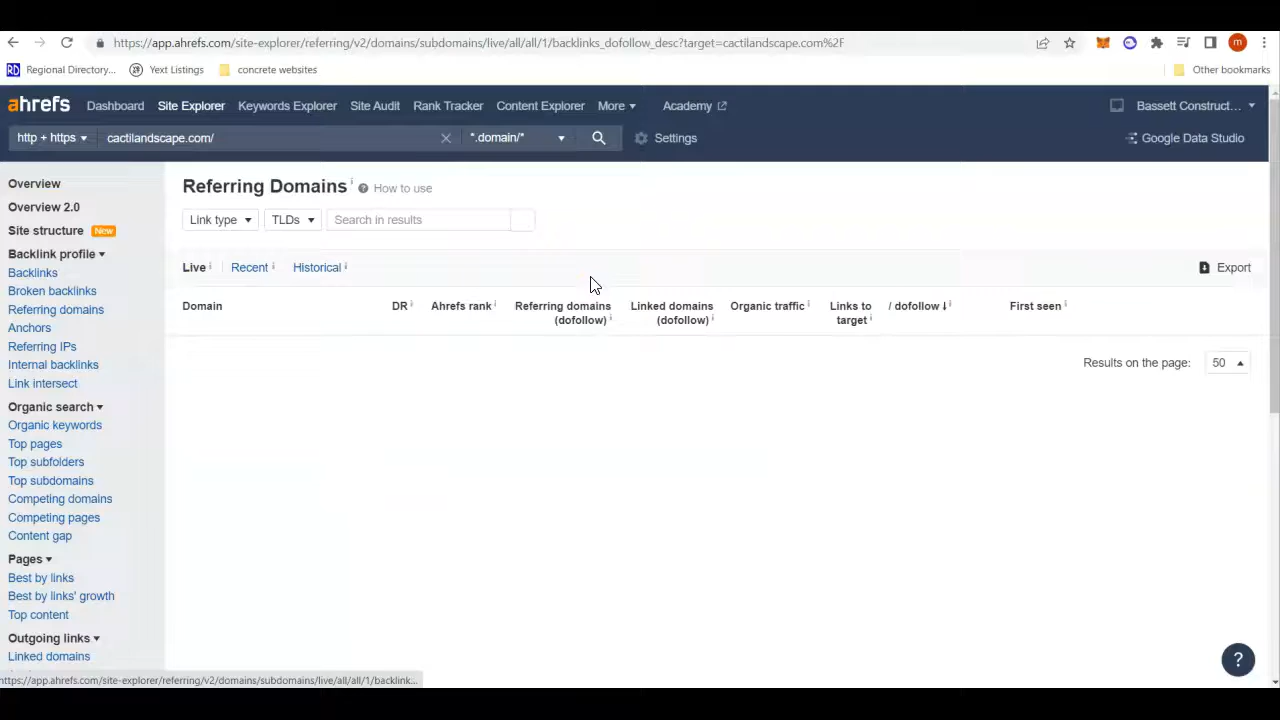 https://app.ahrefs.com/site-explorer/referring/v2/domains/subdomains/live/all/all/1/backlinks_dofollow_desc?target=cactilandscape.com%2F
m
RD Regional Directory... Yext Listings concrete websites Other bookmarks
ahrefs Dashboard Site Explorer Keywords Explorer Site Audit Rank Tracker Content Explorer More Academy Bassett Construct...
http + https cactilandscape.com/ *.domain/* Settings Google Data Studio
Overview
Overview 2.0
Site structure New
Backlink profile
Backlinks
Broken backlinks
Referring domains
Anchors
Referring IPs
Internal backlinks
Link intersect
Organic search
Organic keywords
Top pages
Top subfolders
Top subdomains
Competing domains
Competing pages
Content gap
Pages
Best by links
Best by links' growth
Top content
Outgoing links
Linked domains
Referring Domains i ? How to use
Link type TLDs Search in results
Live i Recent i Historical i Export
Domain DR i Ahrefs rank i Referring domains (dofollow) i Linked domains (dofollow) i Organic traffic i Links to target i / dofollow ↓ i First seen i
Results on the page: 50
?
https://app.ahrefs.com/site-explorer/referring/v2/domains/subdomains/live/all/all/1/backlink...